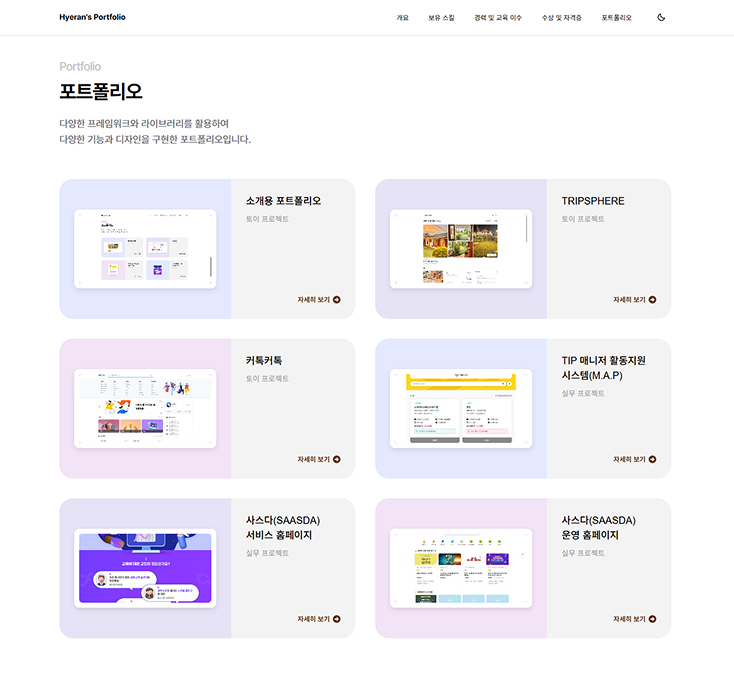 Hyeran's Portfolio
개요
보유 스킬
경력 및 교육 이수
수상 및 자격증
포트폴리오
Portfolio
포트폴리오
다양한 프레임워크와 라이브러리를 활용하여
다양한 기능과 디자인을 구현한 포트폴리오입니다.
소개용 포트폴리오
토이 프로젝트
자세히 보기
TRIPSPHERE
토이 프로젝트
자세히 보기
커톡커톡
토이 프로젝트
자세히 보기
TIP 매니저 활동지원
시스템(M.A.P)
실무 프로젝트
자세히 보기
사스다(SAASDA)
서비스 홈페이지
실무 프로젝트
자세히 보기
사스다(SAASDA)
운영 홈페이지
실무 프로젝트
자세히 보기